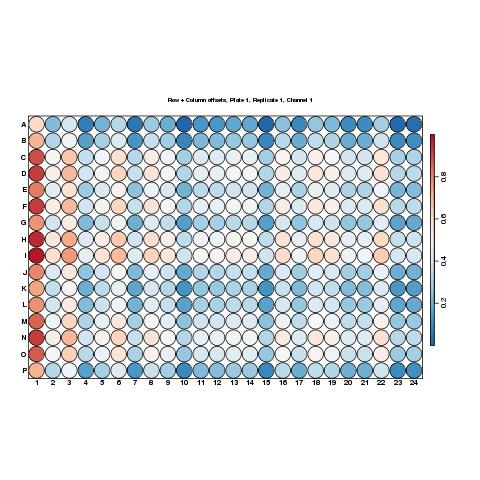 Row + Column offsets, Plate 1, Replicate 1, Channel 1
A
B
C
D
E
F
G
H
I
J
K
L
M
N
O
P
1 2 3 4 5 6 7 8 9 10 11 12 13 14 15 16 17 18 19 20 21 22 23 24
0.8
0.6
0.4
0.2